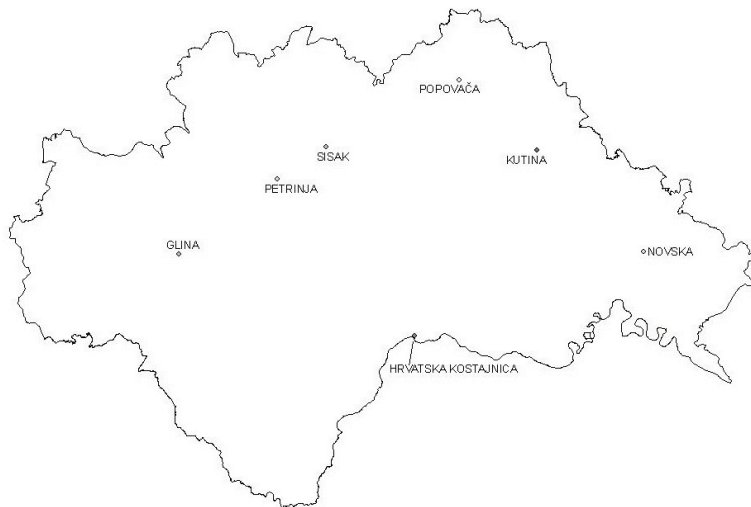 POPOVAČA
SISAK
KUTINA
PETRINJA
GLINA
NOVSKA
HRVATSKA KOSTAJNICA